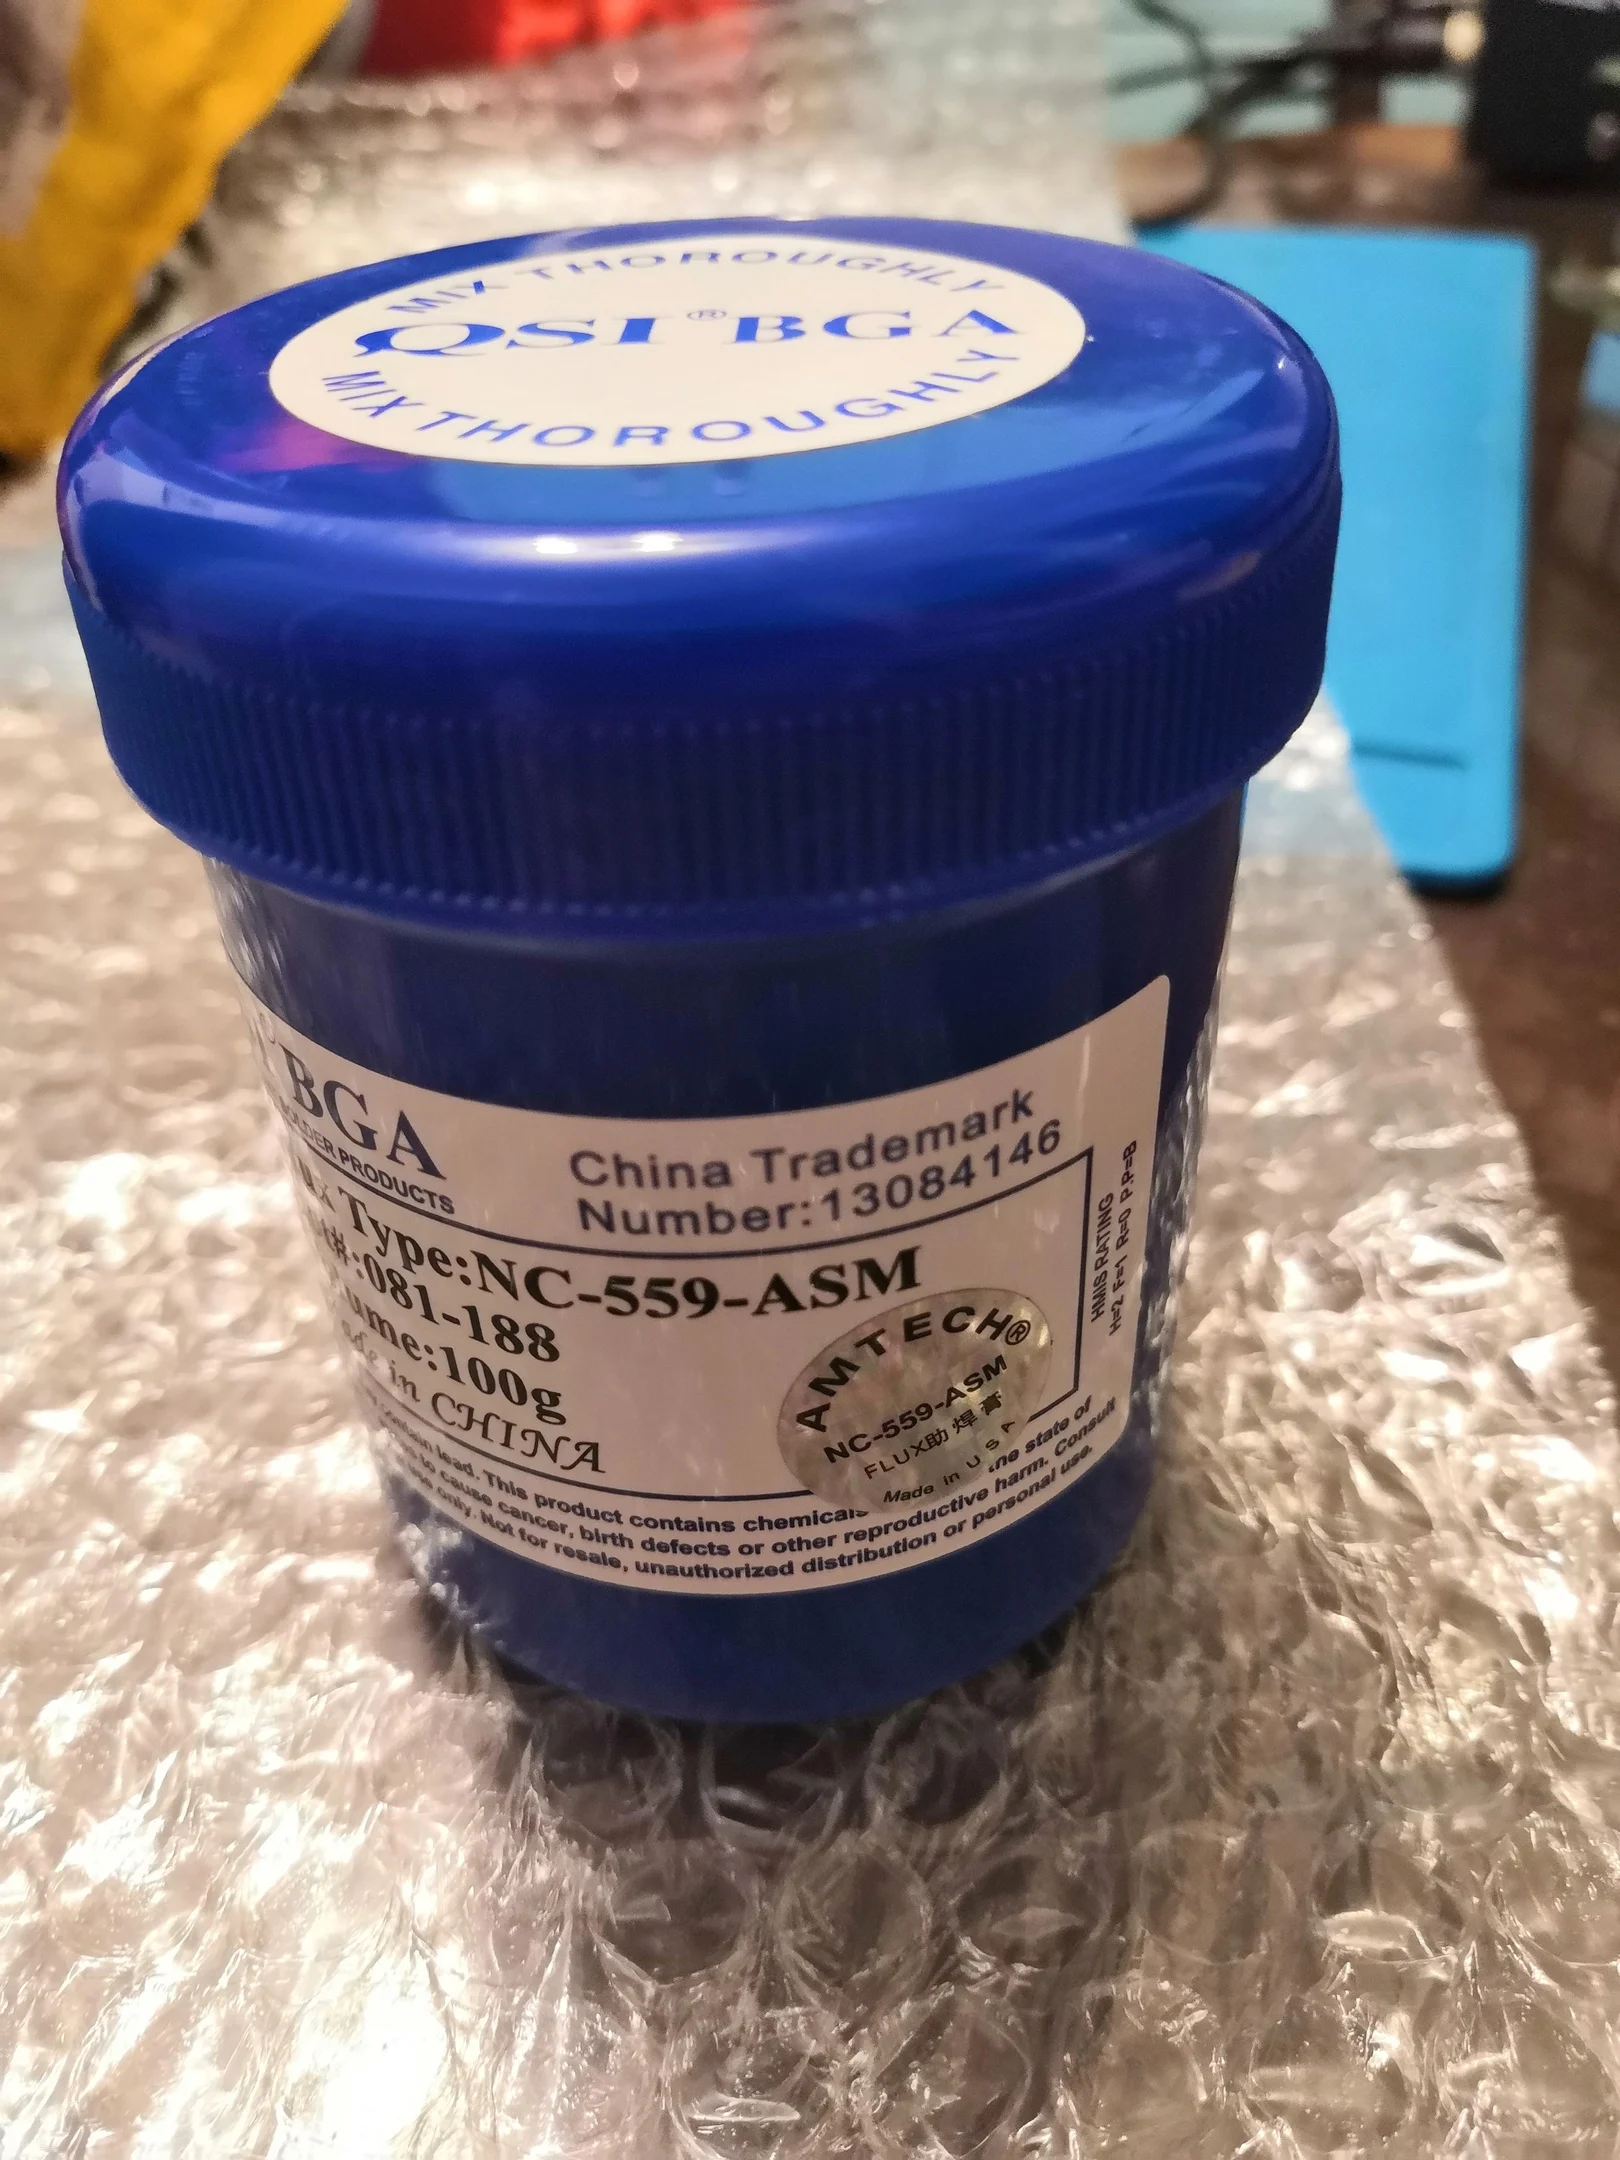 MIX THOROUGHLY
QSI® BGA
MIX THOROUGHLY
BGA
SOLDER PRODUCTS
China Trademark
Number:13084146
Type:NC-559-ASM
#:081-188
ume:100g
in CHINA
AMTECH®
NC-559-ASM
FLUX助焊膏
Made in USA
HMIS RATING
H=2 F=1 R=0 P.P=B
contain lead. This product contains chemicals the state of
to cause cancer, birth defects or other reproductive harm. Consult
use only. Not for resale, unauthorized distribution or personal use.